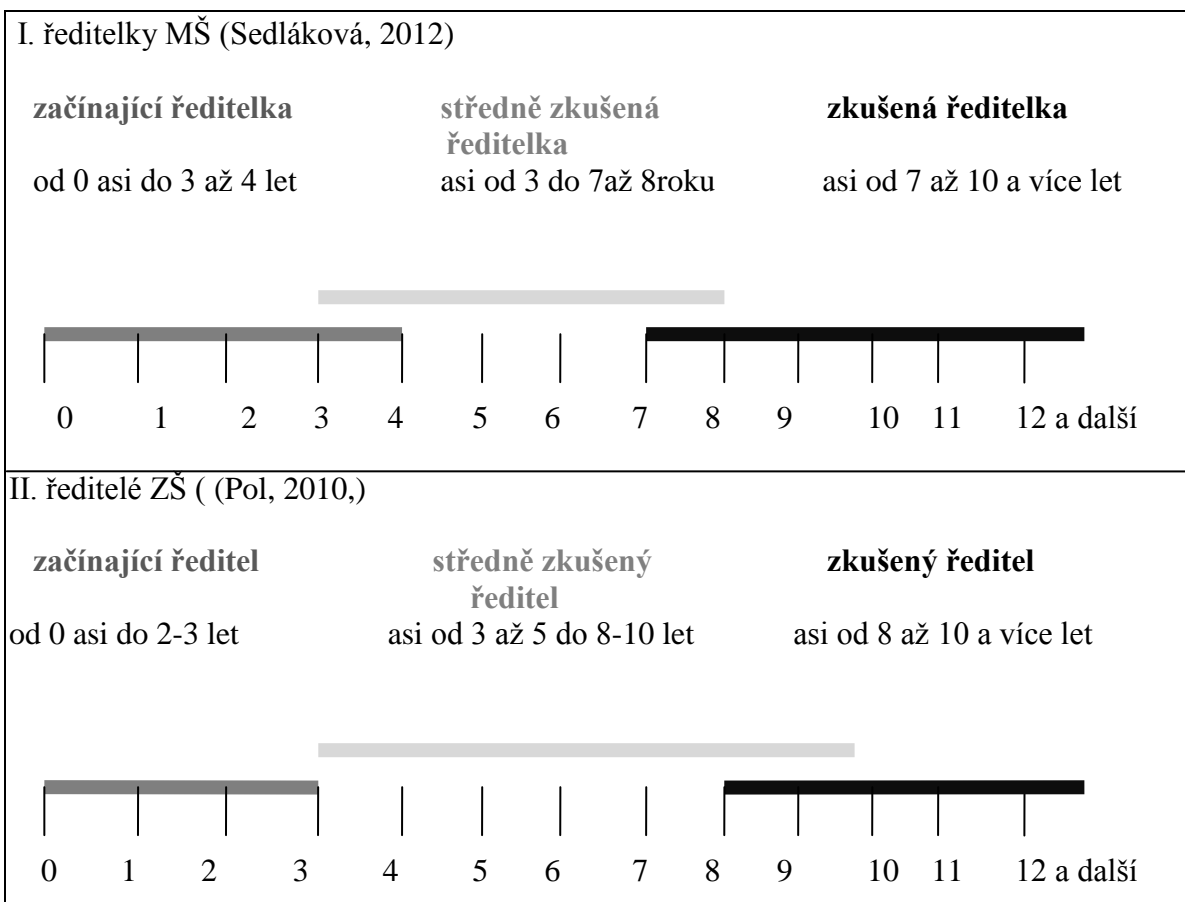 I. ředitelky MŠ (Sedláková, 2012)
začínající ředitelka středně zkušená zkušená ředitelka
ředitelka
od 0 asi do 3 až 4 let asi od 3 do 7až 8roku asi od 7 až 10 a více let
0 1 2 3 4 5 6 7 8 9 10 11 12 a další
II. ředitelé ZŠ ( (Pol, 2010,)
začínající ředitel středně zkušený zkušený ředitel
ředitel
od 0 asi do 2-3 let asi od 3 až 5 do 8-10 let asi od 8 až 10 a více let
0 1 2 3 4 5 6 7 8 9 10 11 12 a další